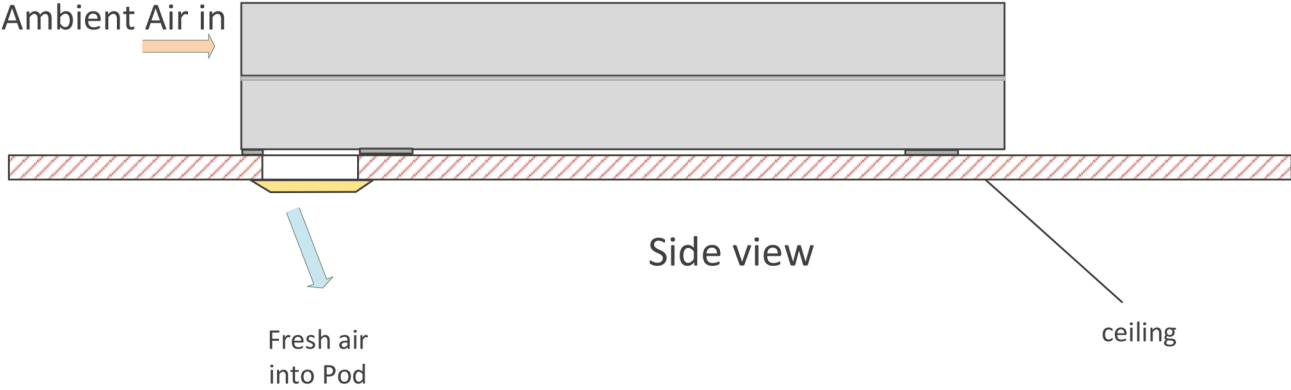 Ambient Air in
Side view
ceiling
Fresh air
into Pod